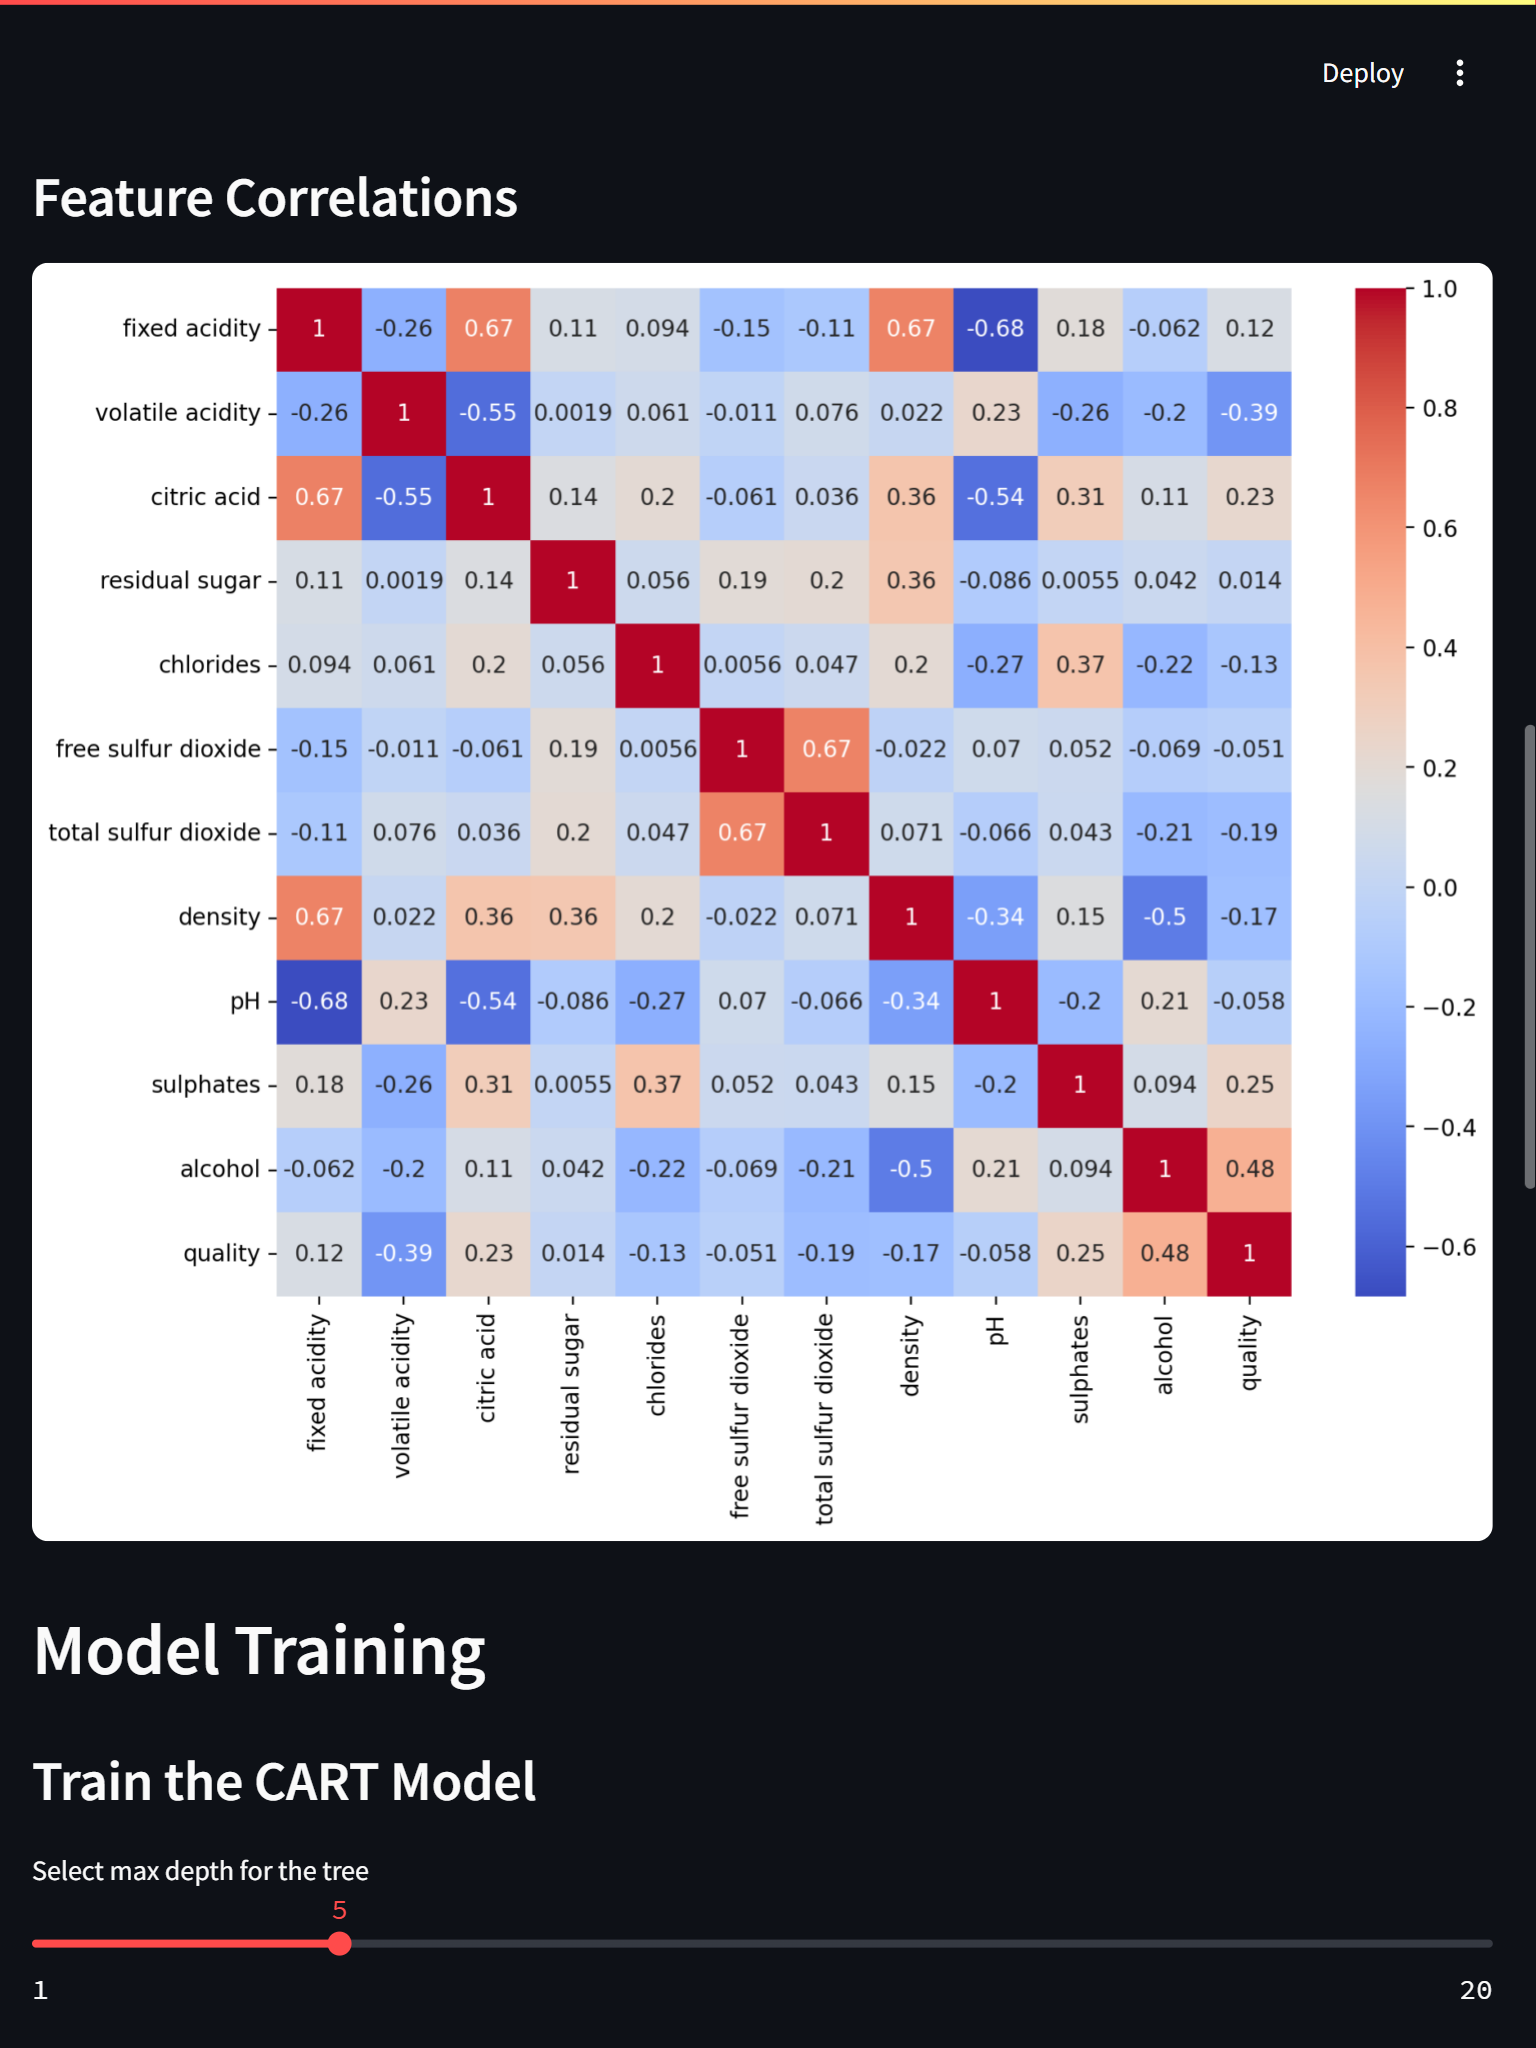 Deploy
Feature Correlations
fixed acidity 1 -0.26 0.67 0.11 0.094 -0.15 -0.11 0.67 -0.68 0.18 -0.062 0.12
volatile acidity -0.26 1 -0.55 0.0019 0.061 -0.011 0.076 0.022 0.23 -0.26 -0.2 -0.39
citric acid 0.67 -0.55 1 0.14 0.2 -0.061 0.036 0.36 -0.54 0.31 0.11 0.23
residual sugar 0.11 0.0019 0.14 1 0.056 0.19 0.2 0.36 -0.086 0.0055 0.042 0.014
chlorides 0.094 0.061 0.2 0.056 1 0.0056 0.047 0.2 -0.27 0.37 -0.22 -0.13
free sulfur dioxide -0.15 -0.011 -0.061 0.19 0.0056 1 0.67 -0.022 0.07 0.052 -0.069 -0.051
total sulfur dioxide -0.11 0.076 0.036 0.2 0.047 0.67 1 0.071 -0.066 0.043 -0.21 -0.19
density 0.67 0.022 0.36 0.36 0.2 -0.022 0.071 1 -0.34 0.15 -0.5 -0.17
pH -0.68 0.23 -0.54 -0.086 -0.27 0.07 -0.066 -0.34 1 -0.2 0.21 -0.058
sulphates 0.18 -0.26 0.31 0.0055 0.37 0.052 0.043 0.15 -0.2 1 0.094 0.25
alcohol -0.062 -0.2 0.11 0.042 -0.22 -0.069 -0.21 -0.5 0.21 0.094 1 0.48
quality 0.12 -0.39 0.23 0.014 -0.13 -0.051 -0.19 -0.17 -0.058 0.25 0.48 1
fixed acidity
volatile acidity
citric acid
residual sugar
chlorides
free sulfur dioxide
total sulfur dioxide
density
pH
sulphates
alcohol
quality
1.0
0.8
0.6
0.4
0.2
0.0
−0.2
−0.4
−0.6
Model Training
Train the CART Model
Select max depth for the tree
5
1 20